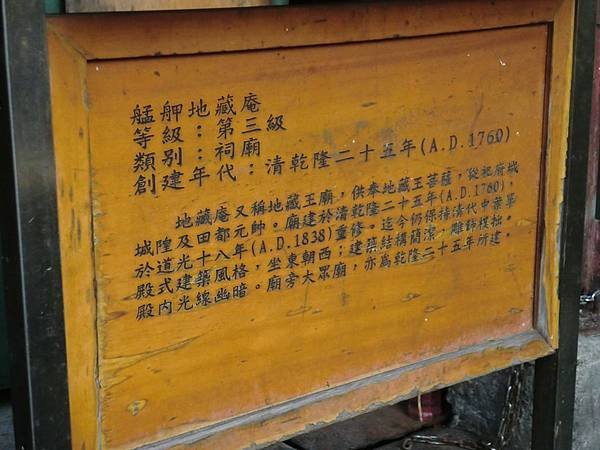 艋舺地藏庵
等級：第三級
類別：祠廟
創建年代：清乾隆二十五年(A.D.1760)
地藏庵又稱地藏王廟，供奉地藏王菩薩，從祀府城
城隍及田都元帥。廟建於清乾隆二十五年(A.D.1760)，
於道光十八年(A.D.1838)重修。迄今仍保持清代中葉單
殿式建築風格，坐東朝西；建築結構簡潔，雕飾樸拙。
殿內光線幽暗。廟旁大眾廟，亦為乾隆二十五年所建。